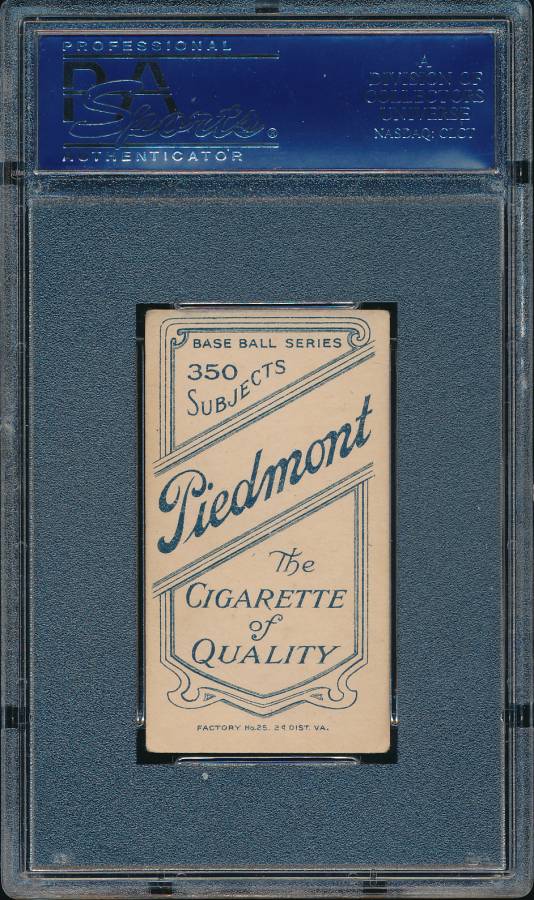 PROFESSIONAL
PSA
Sports®
AUTHENTICATOR
A
DIVISION OF
COLLECTORS
UNIVERSE
NASDAQ: CLCT
BASE BALL SERIES
350
SUBJECTS
Piedmont
The
CIGARETTE
of
QUALITY
FACTORY No. 25. 2D DIST. VA.